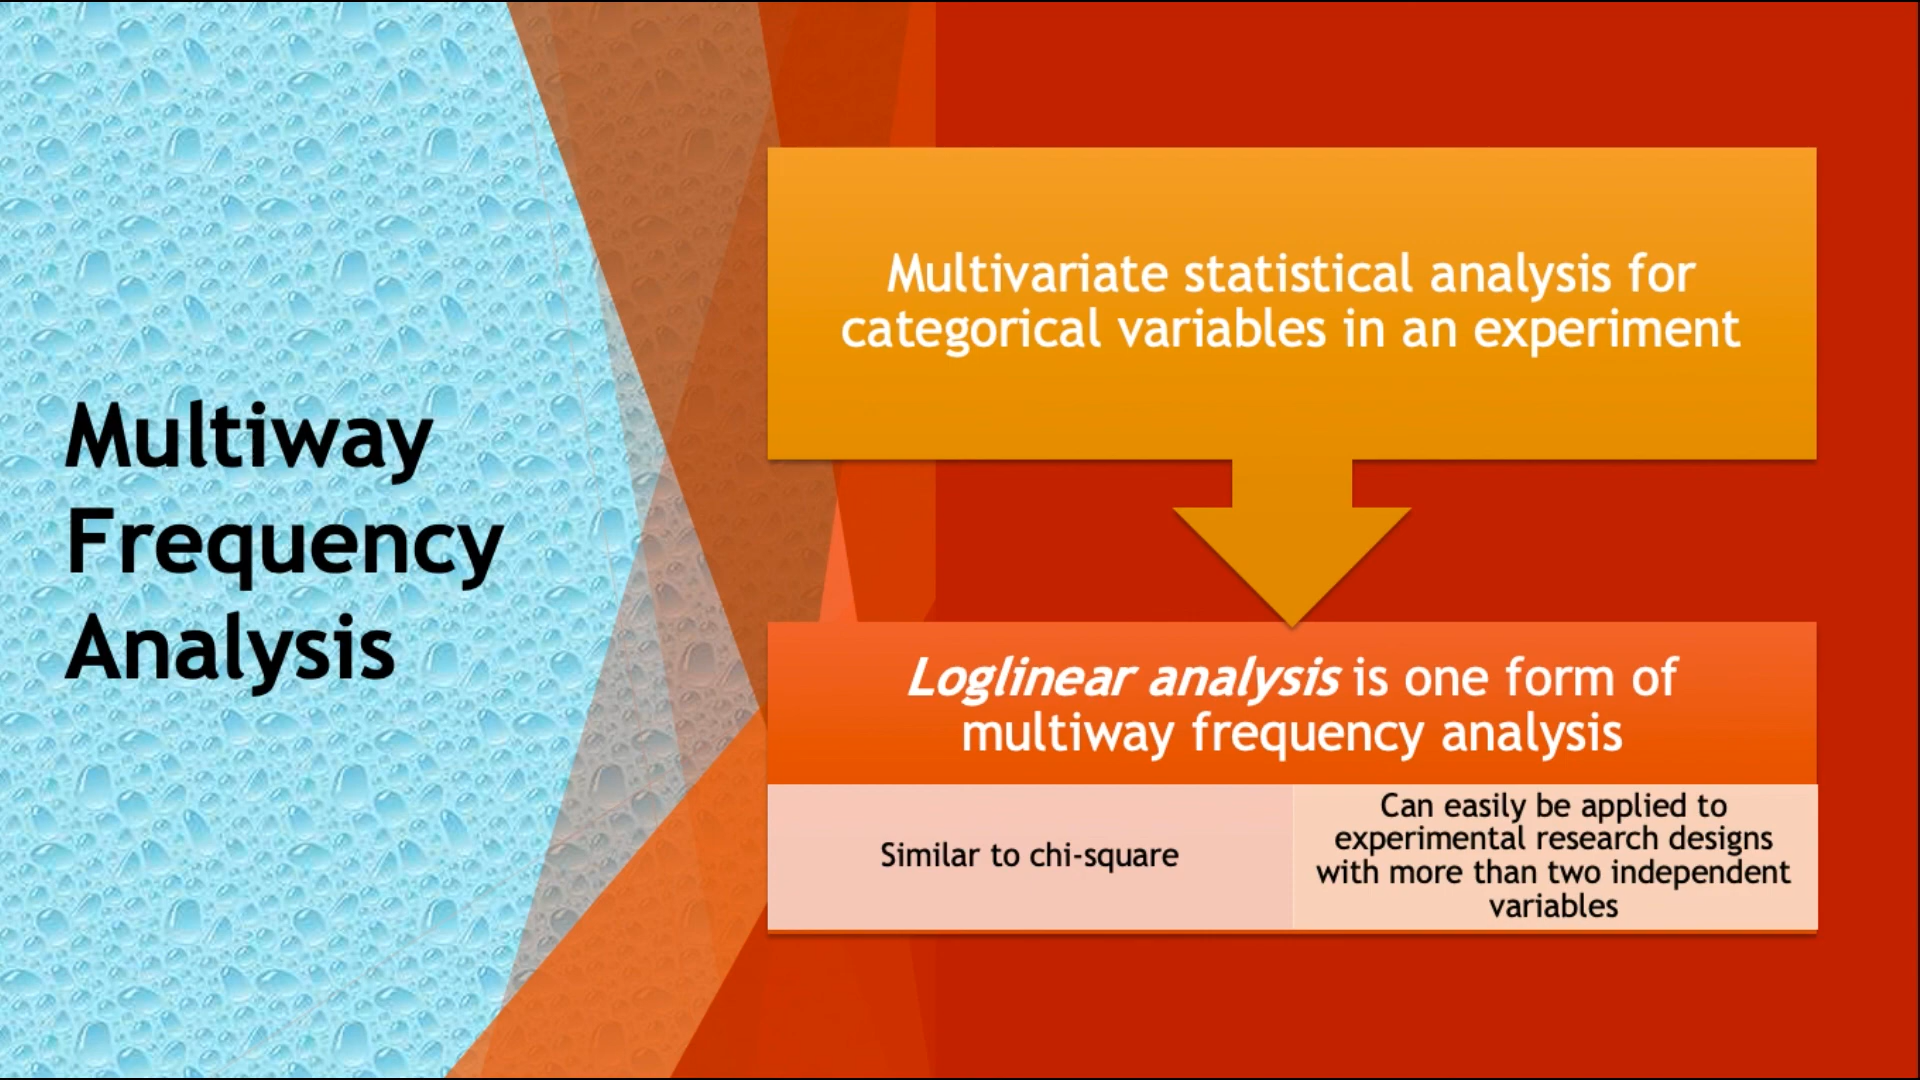 Multiway
Frequency
Analysis
Multivariate statistical analysis for
categorical variables in an experiment
Loglinear analysis is one form of
multiway frequency analysis
Similar to chi-square
Can easily be applied to
experimental research designs
with more than two independent
variables